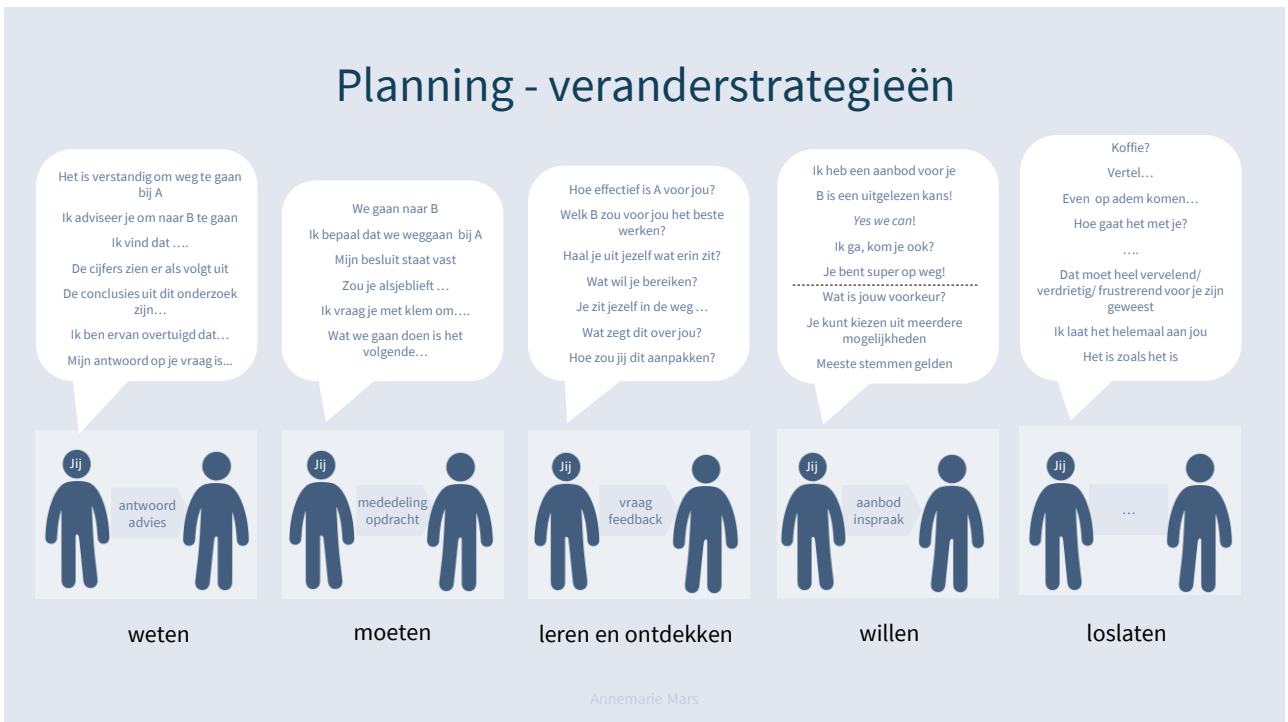 Planning - veranderstrategieën
Het is verstandig om weg te gaan
bij A
Ik adviseer je om naar B te gaan
Ik vind dat ….
De cijfers zien er als volgt uit
De conclusies uit dit onderzoek
zijn…
Ik ben ervan overtuigd dat…
Mijn antwoord op je vraag is...
We gaan naar B
Ik bepaal dat we weggaan bij A
Mijn besluit staat vast
Zou je alsjeblieft …
Ik vraag je met klem om….
Wat we gaan doen is het
volgende…
Hoe effectief is A voor jou?
Welk B zou voor jou het beste
werken?
Haal je uit jezelf wat erin zit?
Wat wil je bereiken?
Je zit jezelf in de weg …
Wat zegt dit over jou?
Hoe zou jij dit aanpakken?
Ik heb een aanbod voor je
B is een uitgelezen kans!
Yes we can!
Ik ga, kom je ook?
Je bent super op weg!
Wat is jouw voorkeur?
Je kunt kiezen uit meerdere
mogelijkheden
Meeste stemmen gelden
Koffie?
Vertel…
Even op adem komen…
Hoe gaat het met je?
….
Dat moet heel vervelend/
verdrietig/ frustrerend voor je zijn
geweest
Ik laat het helemaal aan jou
Het is zoals het is
Jij
antwoord
advies
Jij
mededeling
opdracht
Jij
vraag
feedback
Jij
aanbod
inspraak
Jij
…
weten
moeten
leren en ontdekken
willen
loslaten
Annemarie Mars